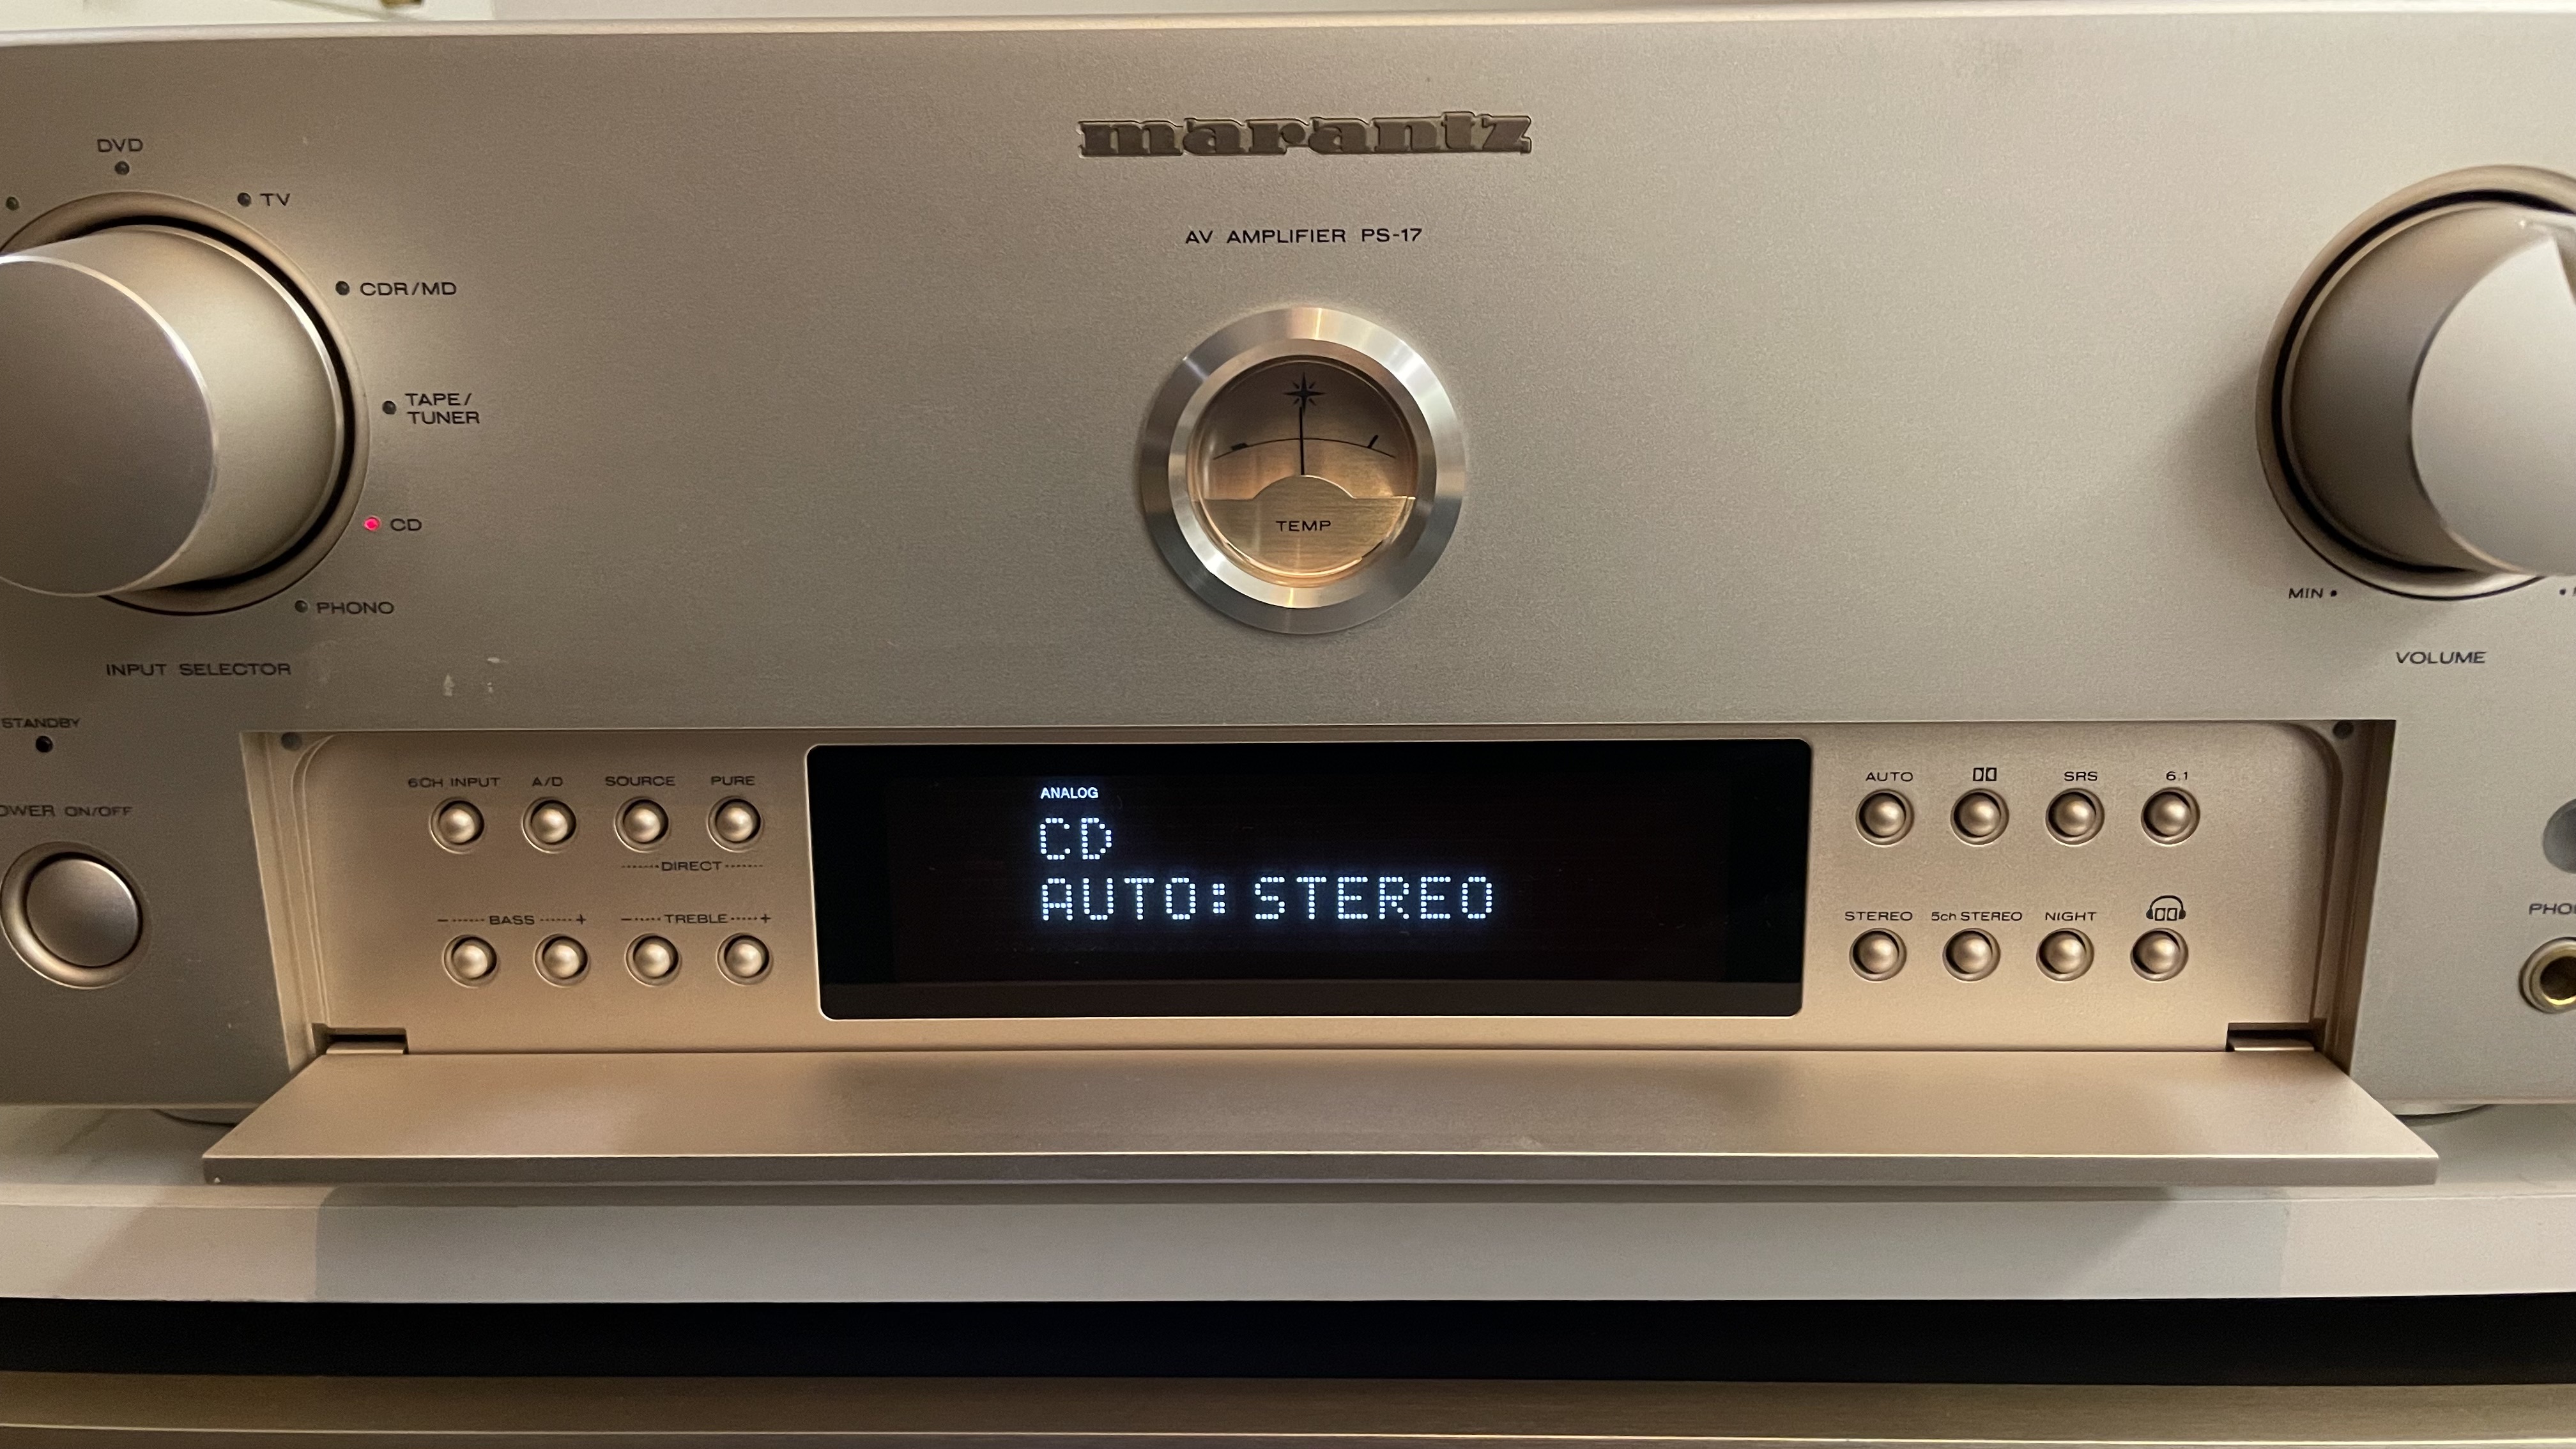 marantz
AV AMPLIFIER PS-17
DVD
TV
CDR/MD
TAPE/
TUNER
CD
PHONO
INPUT SELECTOR
TEMP
MIN
VOLUME
STANDBY
ON/OFF
6CH INPUT A/D SOURCE PURE
DIRECT
- BASS + - TREBLE +
ANALOG
CD
AUTO:STEREO
AUTO SRS 6.1
STEREO 5ch STEREO NIGHT